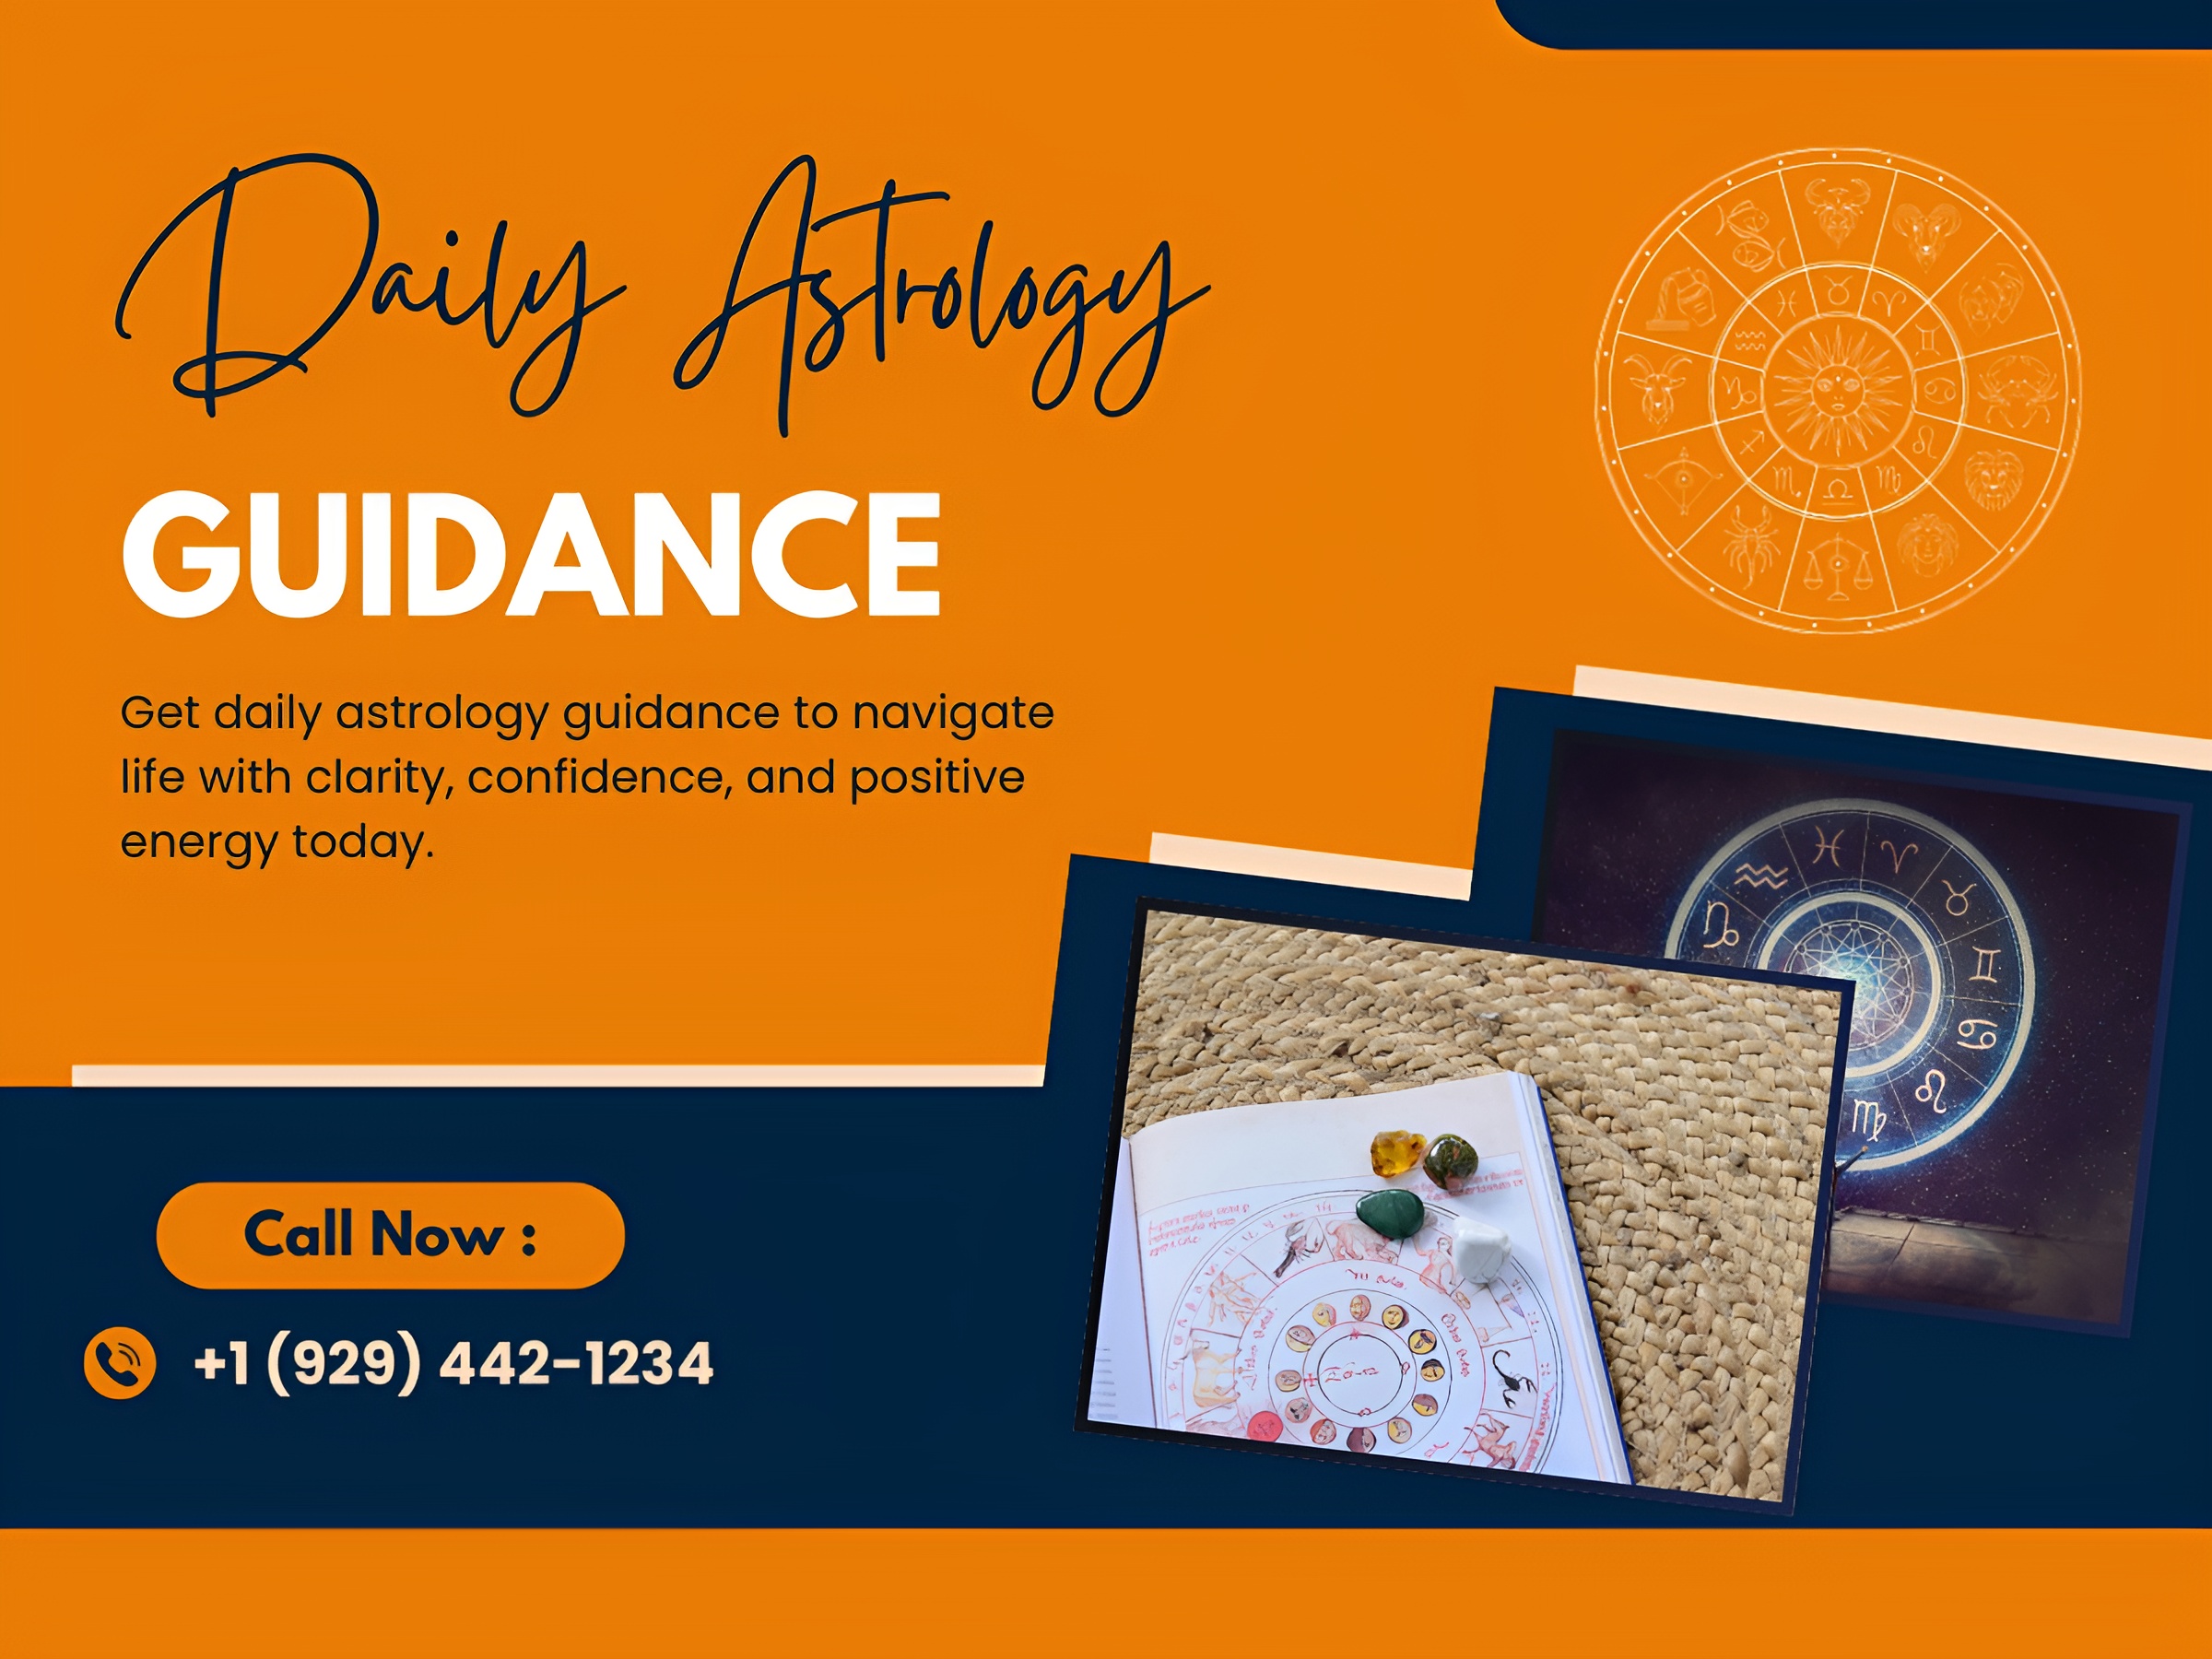 Daily Astrology
GUIDANCE
Get daily astrology guidance to navigate
life with clarity, confidence, and positive
energy today.
Call Now :
+1 (929) 442-1234